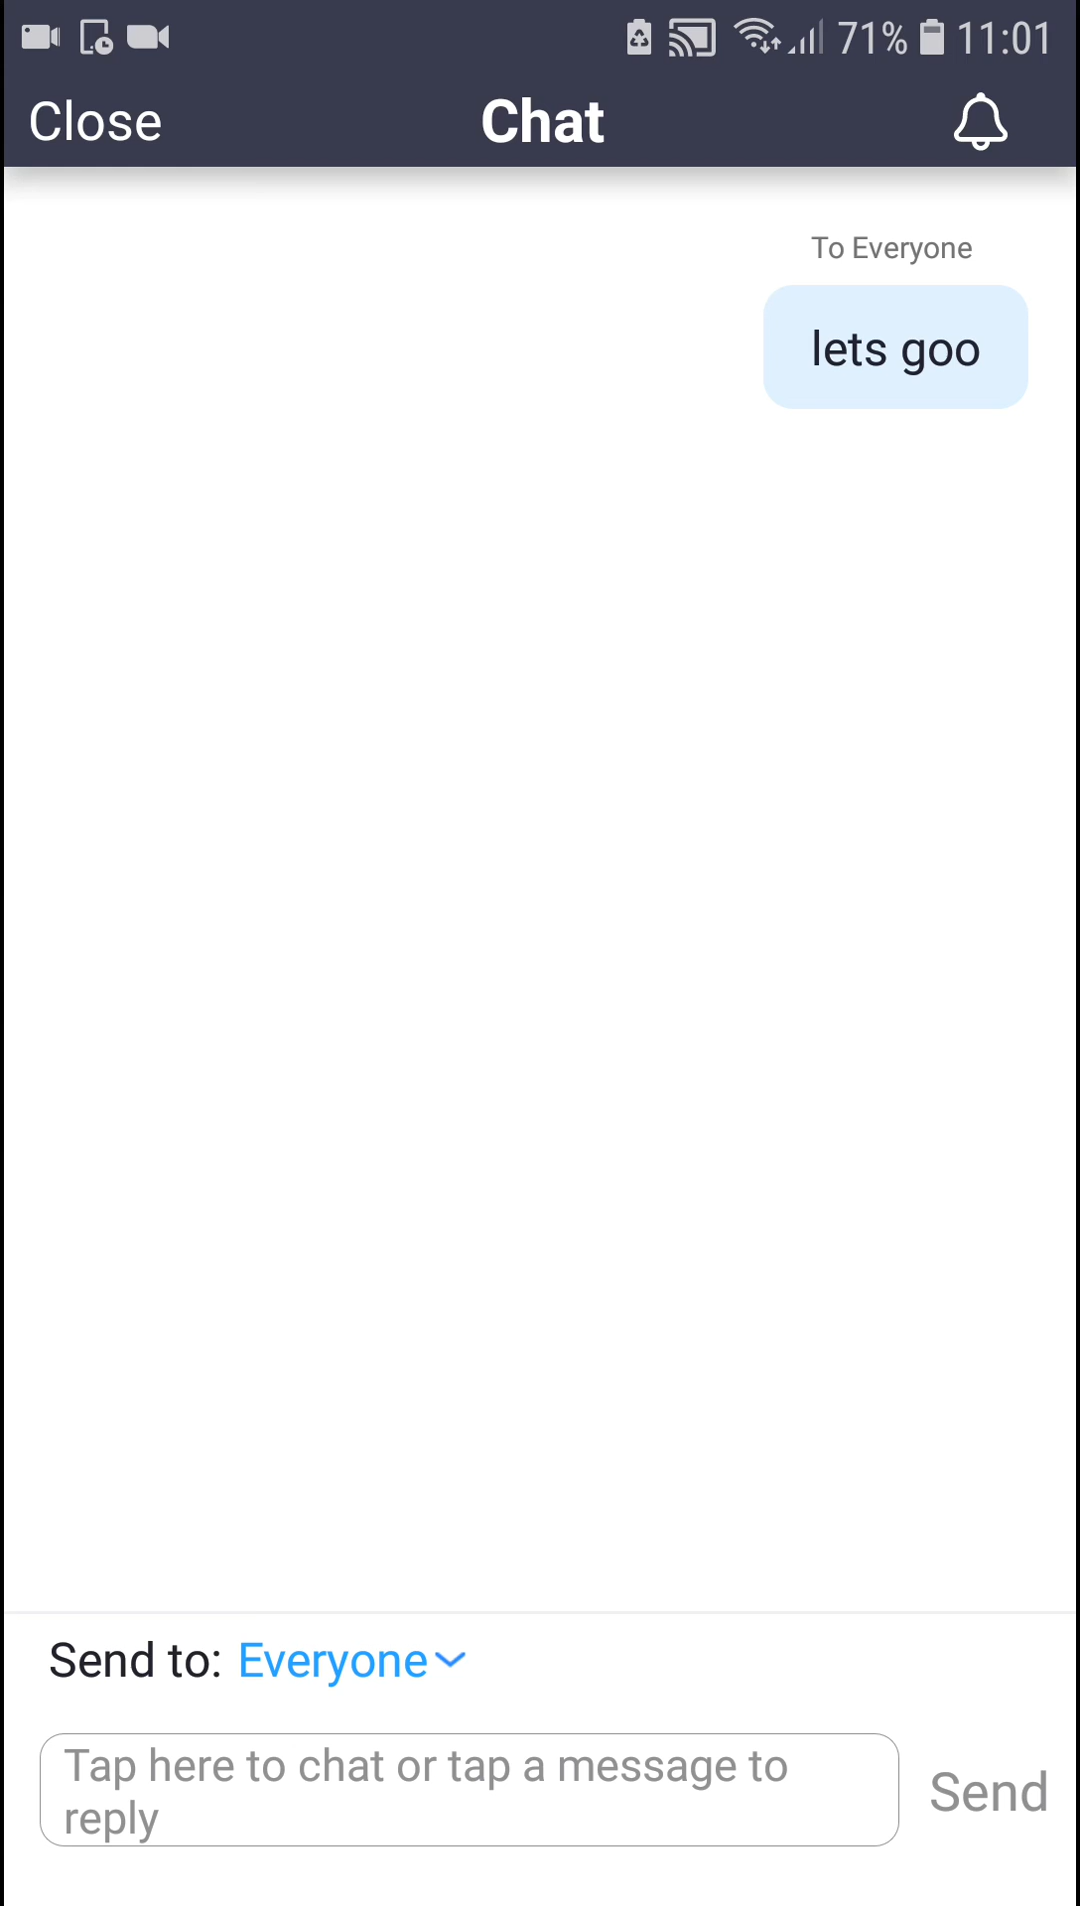 71% 11:01
Close Chat
To Everyone
lets goo
Send to: Everyone
Tap here to chat or tap a message to
reply
Send